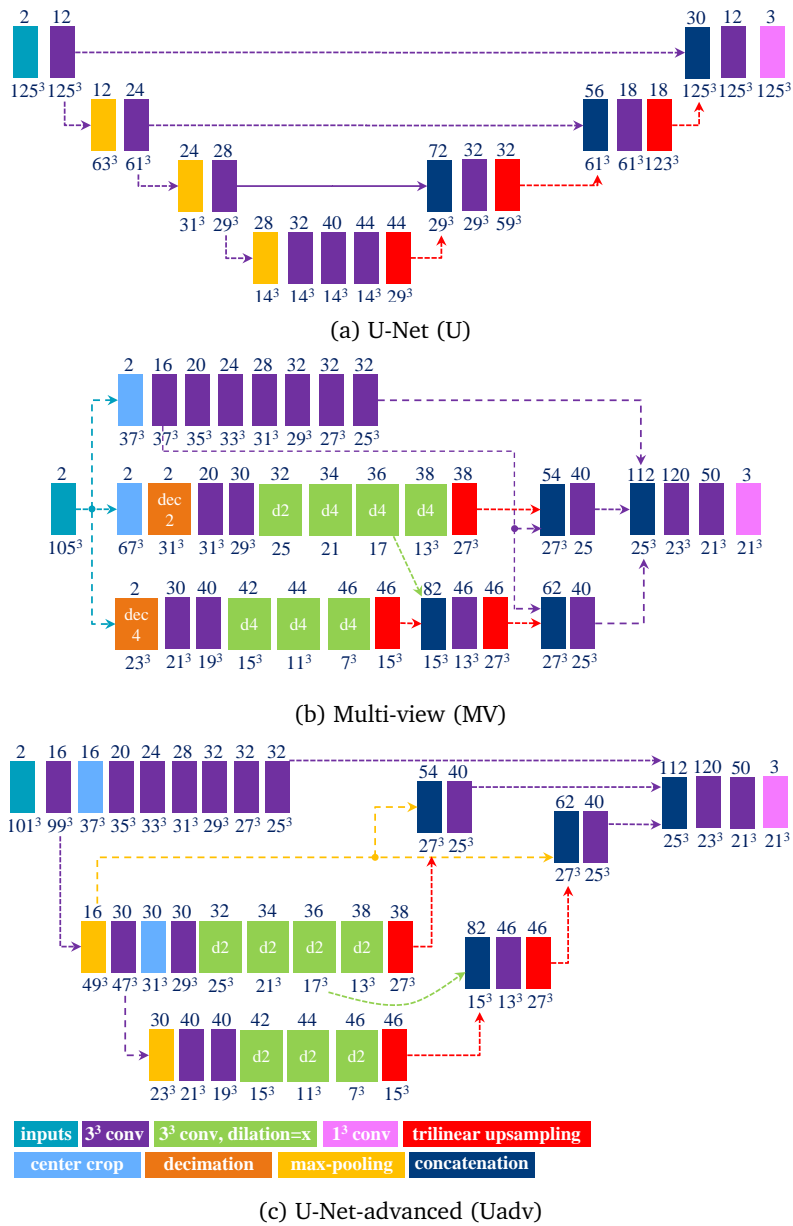 2 12 30 12 3
125³ 125³ 125³ 125³ 125³
12 24 56 18 18
63³ 61³ 61³ 61³ 123³
24 28 72 32 32
31³ 29³ 29³ 29³ 59³
28 32 40 44 44
14³ 14³ 14³ 14³ 29³
(a) U-Net (U)
2 16 20 24 28 32 32 32
37³ 37³ 35³ 33³ 31³ 29³ 27³ 25³
2 2 2 20 30 32 34 36 38 38 54 40 112 120 50 3
dec 2 d2 d4 d4 d4
105³ 67³ 31³ 31³ 29³ 25 21 17 13³ 27³ 27³ 25 25³ 23³ 21³ 21³
2 30 40 42 44 46 46 82 46 46 62 40
dec 4 d4 d4 d4
23³ 21³ 19³ 15³ 11³ 7³ 15³ 15³ 13³ 27³ 27³ 25³
(b) Multi-view (MV)
2 16 16 20 24 28 32 32 32 54 40 112 120 50 3
101³ 99³ 37³ 35³ 33³ 31³ 29³ 27³ 25³ 27³ 25³ 25³ 23³ 21³ 21³
62 40
27³ 25³
16 30 30 30 32 34 36 38 38
d2 d2 d2 d2
49³ 47³ 31³ 29³ 25³ 21³ 17³ 13³ 27³
82 46 46
15³ 13³ 27³
30 40 40 42 44 46 46
d2 d2 d2
23³ 21³ 19³ 15³ 11³ 7³ 15³
inputs 3³ conv 3³ conv, dilation=x 1³ conv trilinear upsampling
center crop decimation max-pooling concatenation
(c) U-Net-advanced (Uadv)